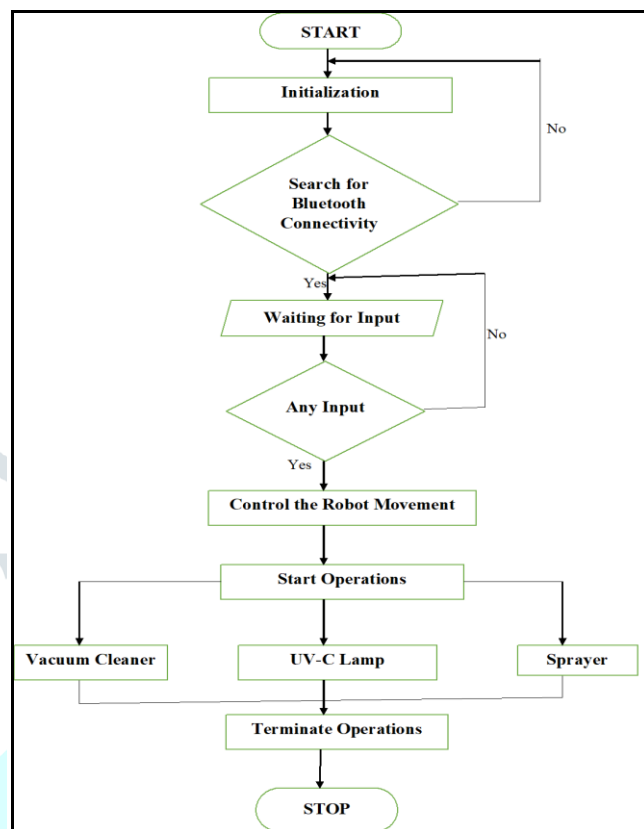 START
Initialization
No
Search for
Bluetooth
Connectivity
Yes
Waiting for Input
No
Any Input
Yes
Control the Robot Movement
Start Operations
Vacuum Cleaner
UV-C Lamp
Sprayer
Terminate Operations
STOP